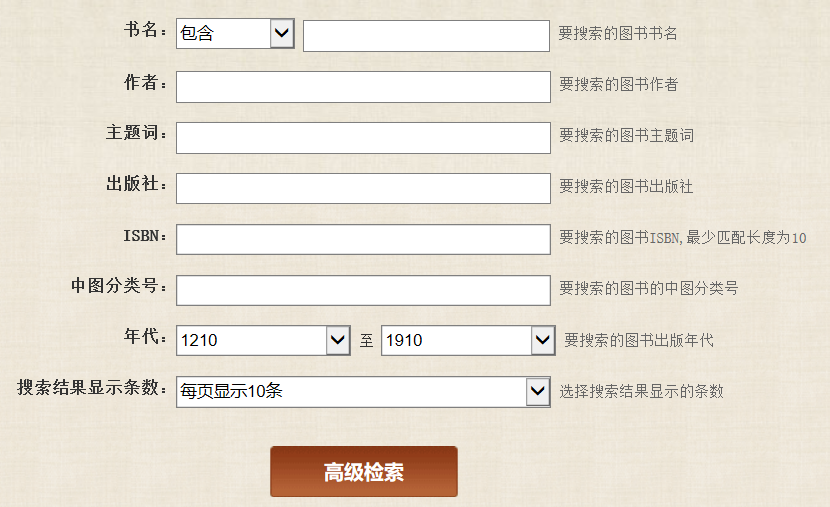 书名： 包含 要搜索的图书书名
作者： 要搜索的图书作者
主题词： 要搜索的图书主题词
出版社： 要搜索的图书出版社
ISBN： 要搜索的图书ISBN,最少匹配长度为10
中图分类号： 要搜索的图书的中图分类号
年代： 1210 至 1910 要搜索的图书出版年代
搜索结果显示条数： 每页显示10条 选择搜索结果显示的条数
高级检索